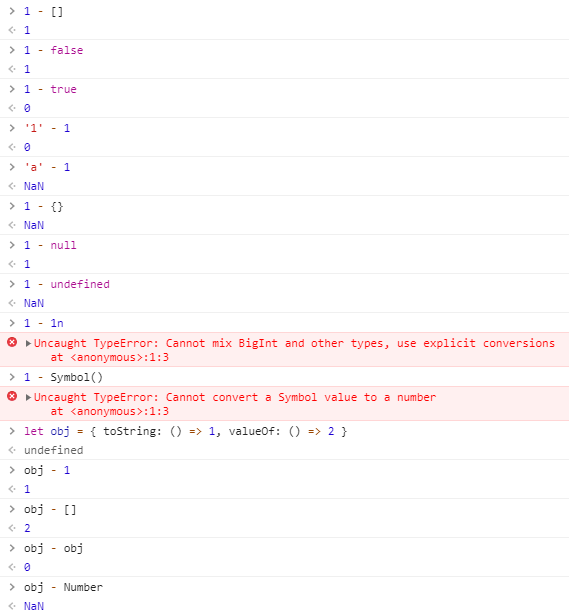 > 1 - []
< 1
> 1 - false
< 1
> 1 - true
< 0
> '1' - 1
< 0
> 'a' - 1
< NaN
> 1 - {}
< NaN
> 1 - null
< 1
> 1 - undefined
< NaN
> 1 - 1n
▶Uncaught TypeError: Cannot mix BigInt and other types, use explicit conversions
at <anonymous>:1:3
> 1 - Symbol()
▶Uncaught TypeError: Cannot convert a Symbol value to a number
at <anonymous>:1:3
> let obj = { toString: () => 1, valueOf: () => 2 }
< undefined
> obj - 1
< 1
> obj - []
< 2
> obj - obj
< 0
> obj - Number
< NaN